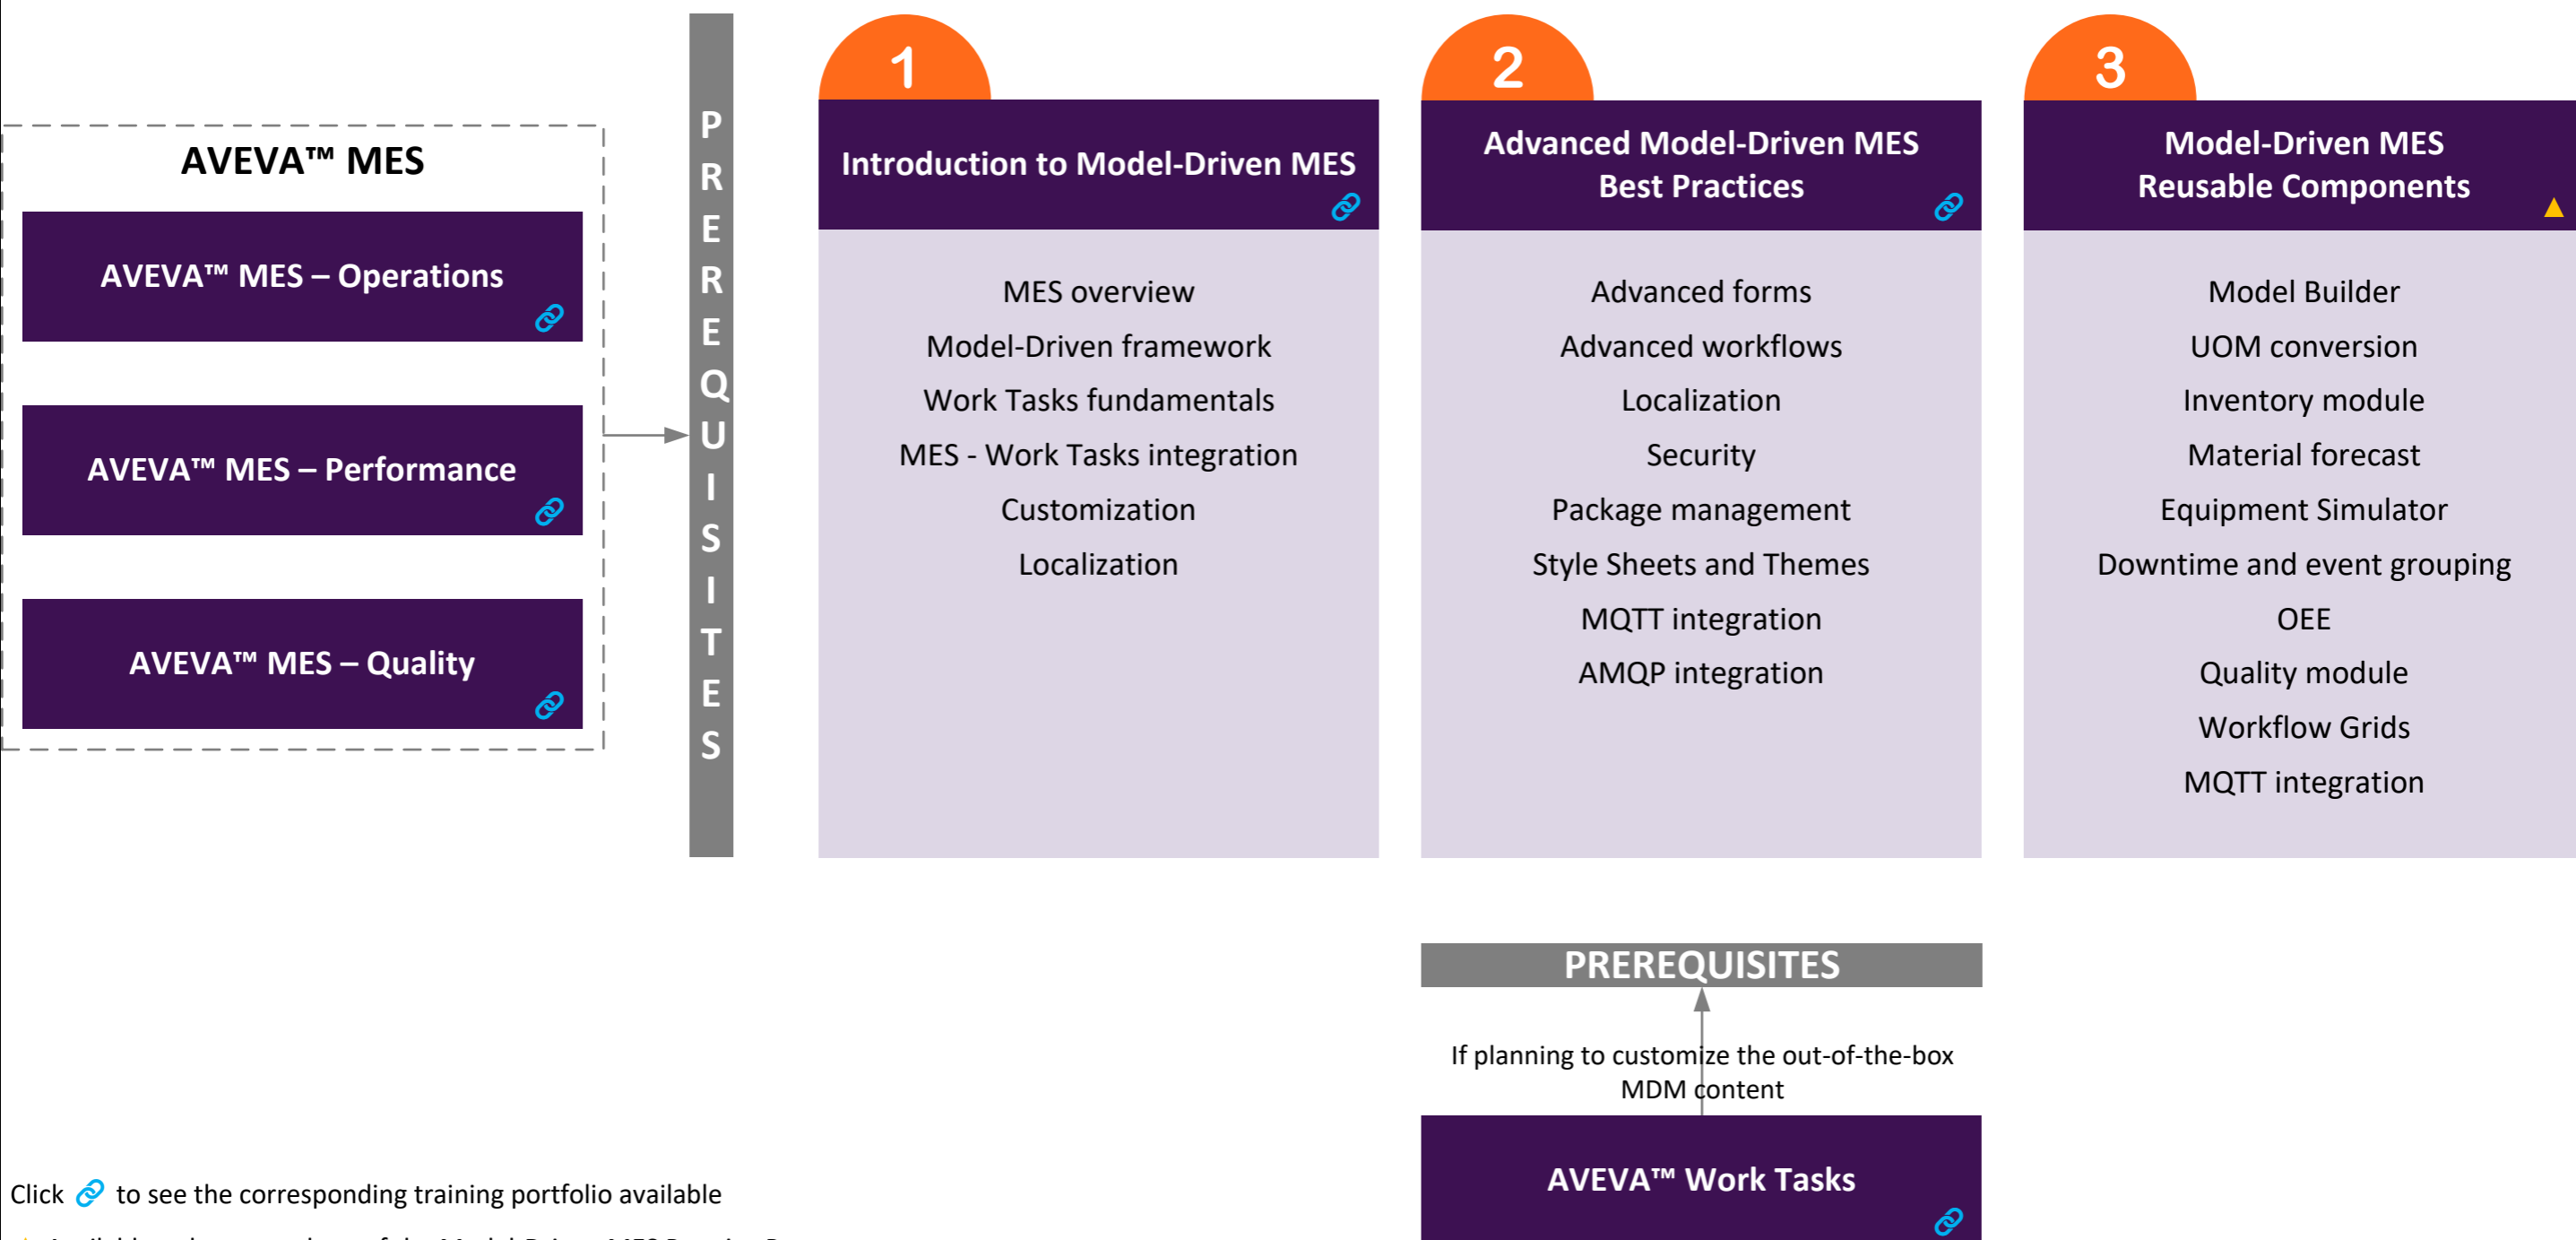 AVEVA™ MES
AVEVA™ MES – Operations
AVEVA™ MES – Performance
AVEVA™ MES – Quality
PREREQUISITES
1
Introduction to Model-Driven MES
MES overview
Model-Driven framework
Work Tasks fundamentals
MES - Work Tasks integration
Customization
Localization
2
Advanced Model-Driven MES
Best Practices
Advanced forms
Advanced workflows
Localization
Security
Package management
Style Sheets and Themes
MQTT integration
AMQP integration
3
Model-Driven MES
Reusable Components
Model Builder
UOM conversion
Inventory module
Material forecast
Equipment Simulator
Downtime and event grouping
OEE
Quality module
Workflow Grids
MQTT integration
PREREQUISITES
If planning to customize the out-of-the-box
MDM content
AVEVA™ Work Tasks
Click to see the corresponding training portfolio available